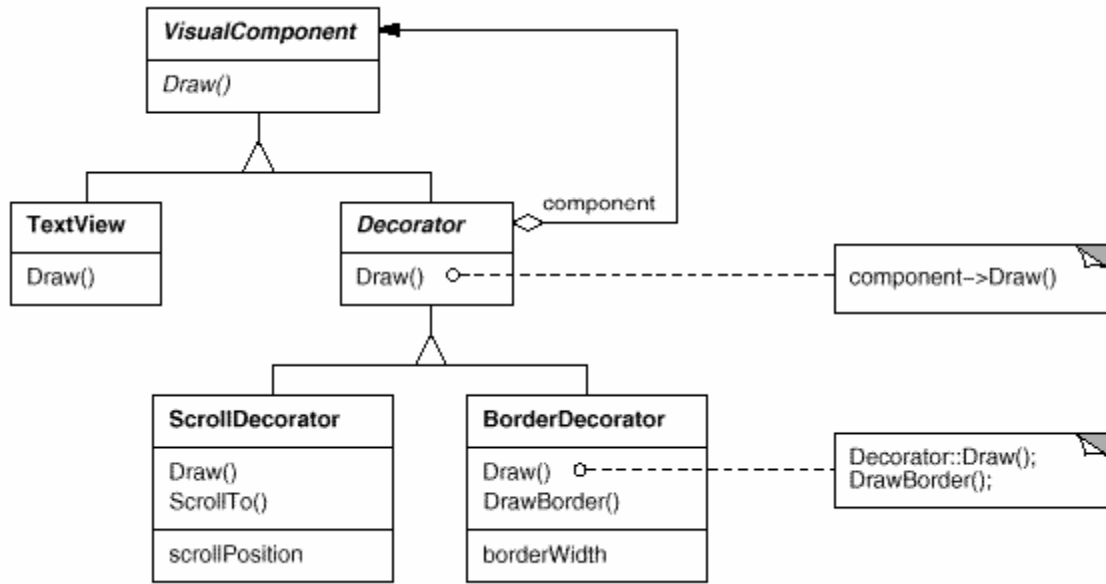 VisualComponent
Draw()
component
TextView
Draw()
Decorator
Draw()
component–>Draw()
ScrollDecorator
Draw()
ScrollTo()
scrollPosition
BorderDecorator
Draw()
DrawBorder()
borderWidth
Decorator::Draw();
DrawBorder();